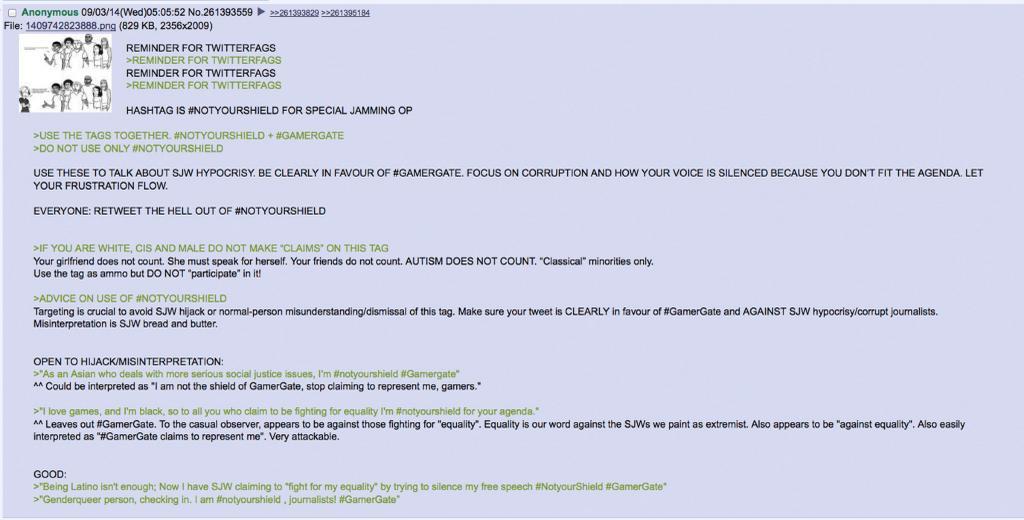 Anonymous 09/03/14(Wed)05:05:52 No.261393559 ▶ >>261393829 >>261395184
File: 1409742823888.png (829 KB, 2356x2009)
REMINDER FOR TWITTERFAGS
>REMINDER FOR TWITTERFAGS
REMINDER FOR TWITTERFAGS
>REMINDER FOR TWITTERFAGS
HASHTAG IS #NOTYOURSHIELD FOR SPECIAL JAMMING OP
>USE THE TAGS TOGETHER. #NOTYOURSHIELD + #GAMERGATE
>DO NOT USE ONLY #NOTYOURSHIELD
USE THESE TO TALK ABOUT SJW HYPOCRISY. BE CLEARLY IN FAVOUR OF #GAMERGATE. FOCUS ON CORRUPTION AND HOW YOUR VOICE IS SILENCED BECAUSE YOU DON'T FIT THE AGENDA. LET
YOUR FRUSTRATION FLOW.
EVERYONE: RETWEET THE HELL OUT OF #NOTYOURSHIELD
>IF YOU ARE WHITE, CIS AND MALE DO NOT MAKE "CLAIMS" ON THIS TAG
Your girlfriend does not count. She must speak for herself. Your friends do not count. AUTISM DOES NOT COUNT. "Classical" minorities only.
Use the tag as ammo but DO NOT "participate" in it!
>ADVICE ON USE OF #NOTYOURSHIELD
Targeting is crucial to avoid SJW hijack or normal-person misunderstanding/dismissal of this tag. Make sure your tweet is CLEARLY in favour of #GamerGate and AGAINST SJW hypocrisy/corrupt journalists.
Misinterpretation is SJW bread and butter.
OPEN TO HIJACK/MISINTERPRETATION:
>"As an Asian who deals with more serious social justice issues, I'm #notyourshield #Gamergate"
^^ Could be interpreted as "I am not the shield of GamerGate, stop claiming to represent me, gamers."
>"I love games, and I'm black, so to all you who claim to be fighting for equality I'm #notyourshield for your agenda."
^^ Leaves out #GamerGate. To the casual observer, appears to be against those fighting for "equality". Equality is our word against the SJWs we paint as extremist. Also appears to be "against equality". Also easily
interpreted as "#GamerGate claims to represent me". Very attackable.
GOOD:
>"Being Latino isn't enough; Now I have SJW claiming to "fight for my equality" by trying to silence my free speech #NotyourShield #GamerGate"
>"Genderqueer person, checking in. I am #notyourshield , journalists! #GamerGate"